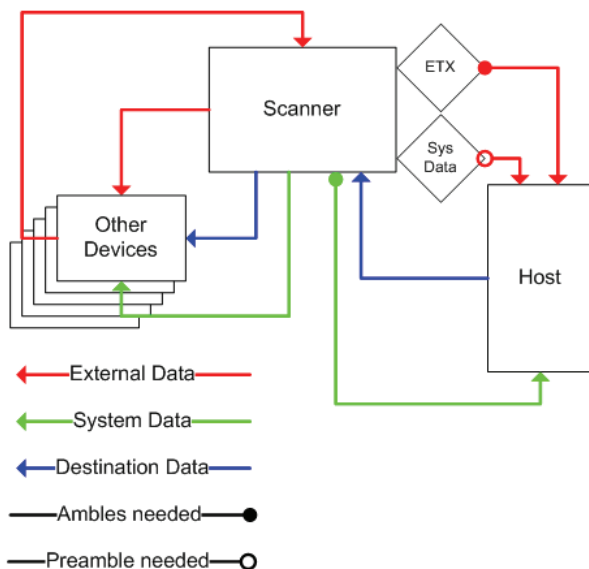 ETX
Scanner
Sys
Data
Other
Devices
Host
External Data
System Data
Destination Data
Ambles needed
Preamble needed